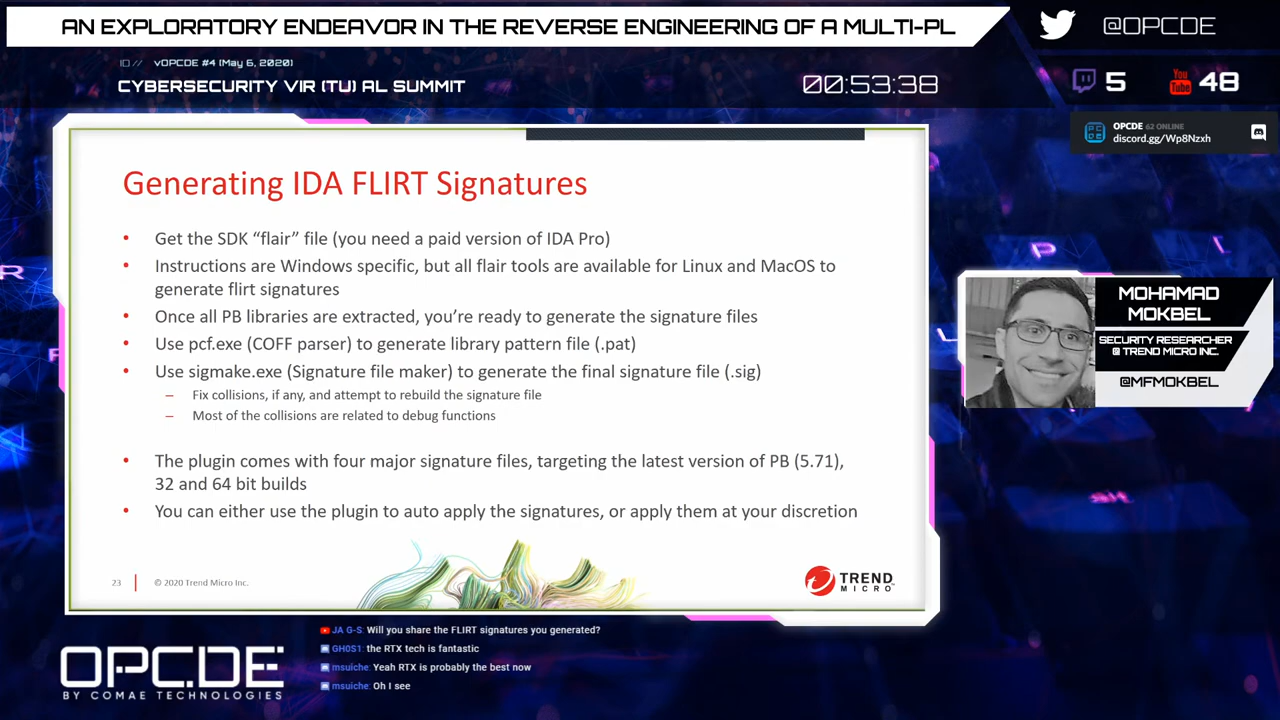 AN EXPLORATORY ENDEAVOR IN THE REVERSE ENGINEERING OF A MULTI-PL
@OPCDE
ID // vOPCDE #4 (May 6, 2020)
CYBERSECURITY VIR (TU) AL SUMMIT
00:53:38
5
You Tube
48
OPCDE 62 ONLINE
discord.gg/Wp8Nzxh
Generating IDA FLIRT Signatures
• Get the SDK “flair” file (you need a paid version of IDA Pro)
• Instructions are Windows specific, but all flair tools are available for Linux and MacOS to
generate flirt signatures
• Once all PB libraries are extracted, you’re ready to generate the signature files
• Use pcf.exe (COFF parser) to generate library pattern file (.pat)
• Use sigmake.exe (Signature file maker) to generate the final signature file (.sig)
– Fix collisions, if any, and attempt to rebuild the signature file
– Most of the collisions are related to debug functions
• The plugin comes with four major signature files, targeting the latest version of PB (5.71),
32 and 64 bit builds
• You can either use the plugin to auto apply the signatures, or apply them at your discretion
23
© 2020 Trend Micro Inc.
TREND
MICRO
MOHAMAD
MOKBEL
SECURITY RESEARCHER
@ TREND MICRO INC.
@MFMOKBEL
OPCDE
BY COMAE TECHNOLOGIES
JA G-S: Will you share the FLIRT signatures you generated?
GH0S1: the RTX tech is fantastic
msuiche: Yeah RTX is probably the best now
msuiche: Oh I see